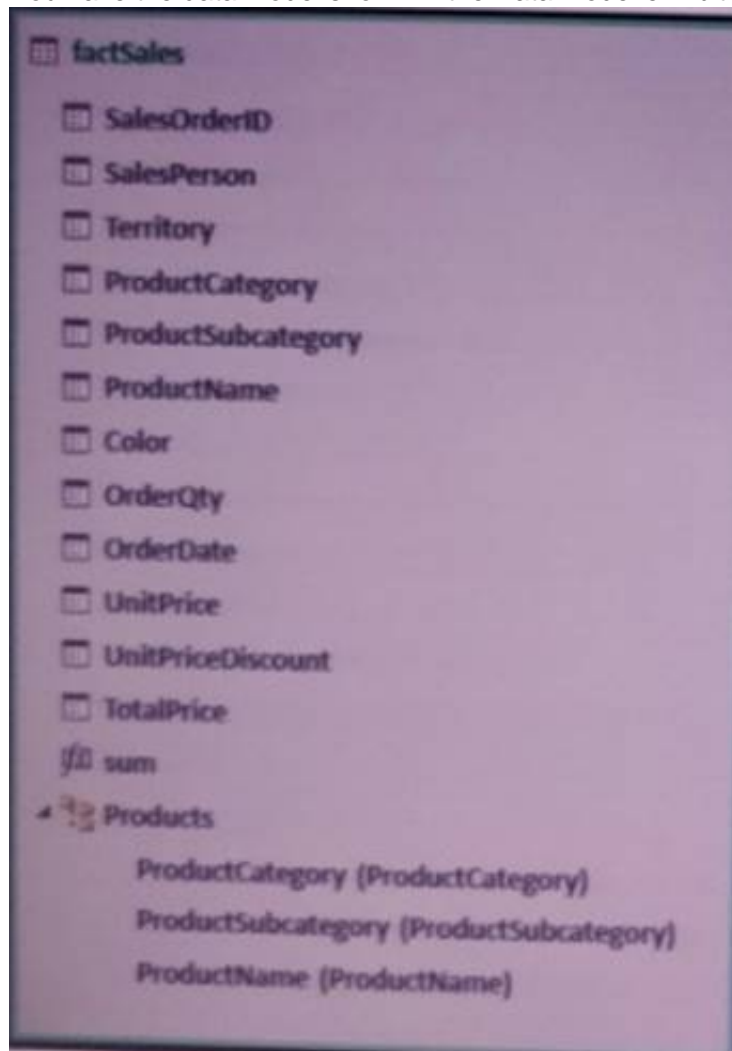 factSales
SalesOrderID
SalesPerson
Territory
ProductCategory
ProductSubcategory
ProductName
Color
OrderQty
OrderDate
UnitPrice
UnitPriceDiscount
TotalPrice
sum
Products
ProductCategory (ProductCategory)
ProductSubcategory (ProductSubcategory)
ProductName (ProductName)